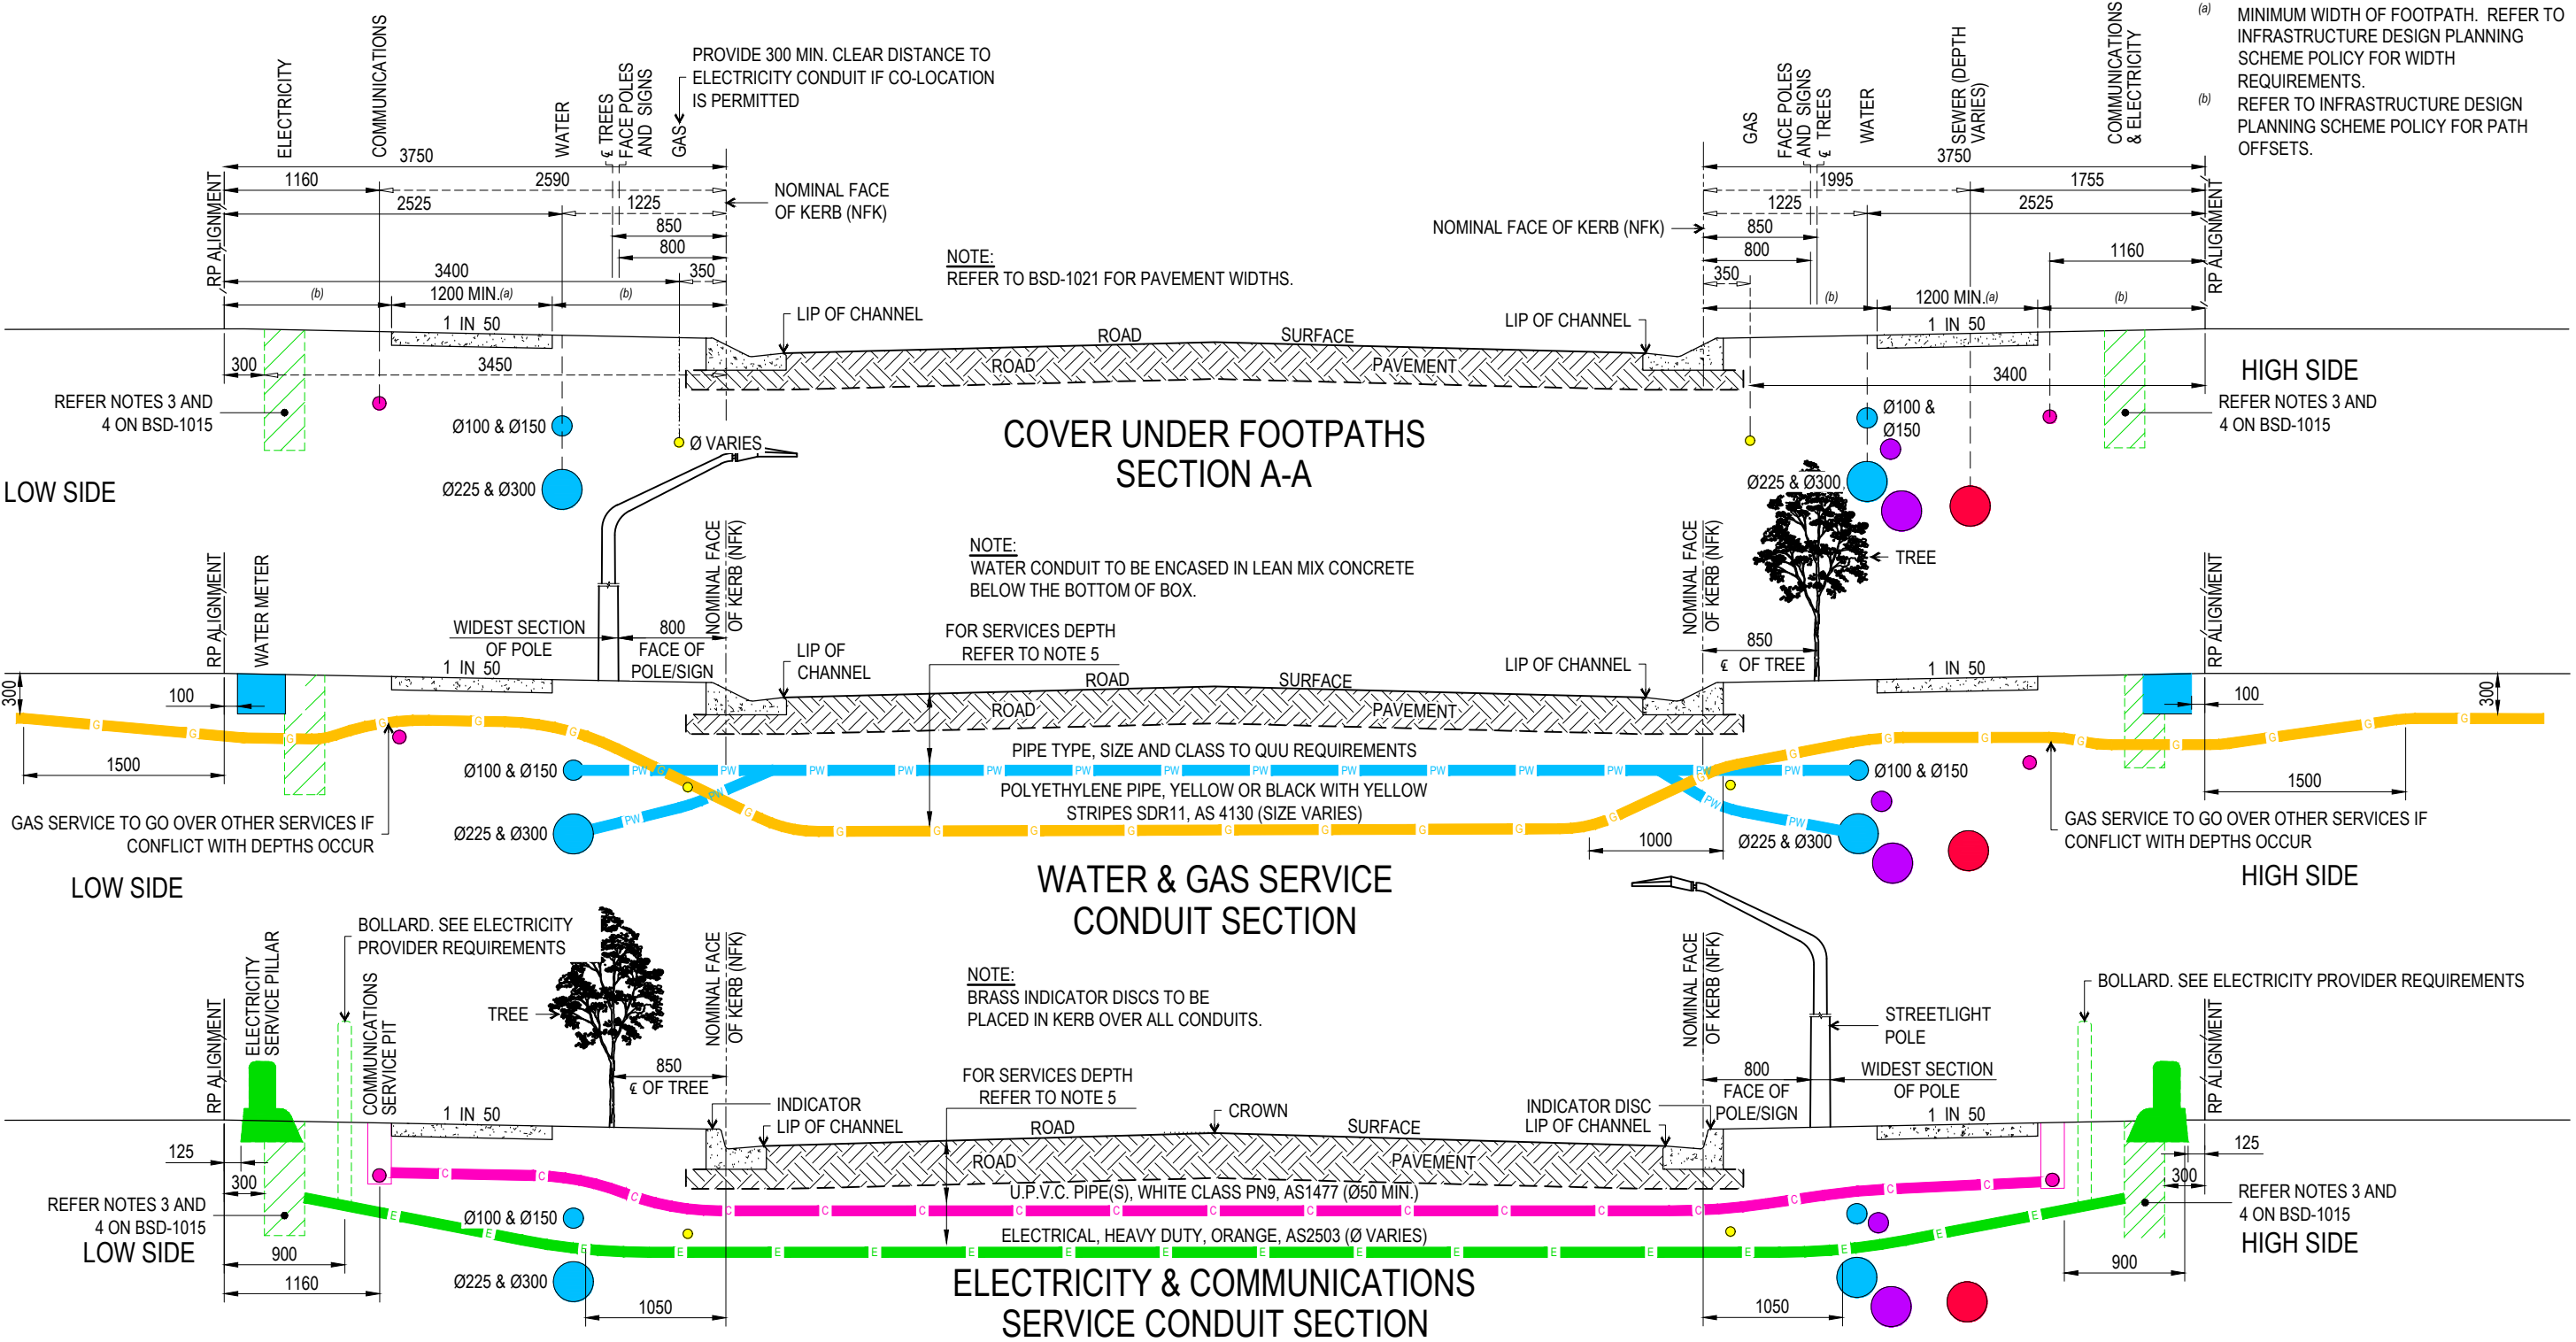 ELECTRICITY
COMMUNICATIONS
WATER
℄ TREES
FACE POLES
AND SIGNS
GAS
PROVIDE 300 MIN. CLEAR DISTANCE TO
ELECTRICITY CONDUIT IF CO-LOCATION
IS PERMITTED
GAS
FACE POLES
AND SIGNS
℄ TREES
WATER
SEWER (DEPTH
VARIES)
COMMUNICATIONS
& ELECTRICITY
(a) MINIMUM WIDTH OF FOOTPATH. REFER TO
INFRASTRUCTURE DESIGN PLANNING
SCHEME POLICY FOR WIDTH
REQUIREMENTS.
(b) REFER TO INFRASTRUCTURE DESIGN
PLANNING SCHEME POLICY FOR PATH
OFFSETS.
RP ALIGNMENT
3750
1160
2590
2525
1225
850
800
3400
350
(b)
1200 MIN.(a)
(b)
1 IN 50
300
3450
NOMINAL FACE
OF KERB (NFK)
NOTE:
REFER TO BSD-1021 FOR PAVEMENT WIDTHS.
LIP OF CHANNEL
ROAD
SURFACE
ROAD
PAVEMENT
LIP OF CHANNEL
NOMINAL FACE OF KERB (NFK)
3750
1995
1755
1225
2525
850
800
1160
350
(b)
1200 MIN.(a)
(b)
1 IN 50
3400
RP ALIGNMENT
HIGH SIDE
REFER NOTES 3 AND
4 ON BSD-1015
REFER NOTES 3 AND
4 ON BSD-1015
Ø100 & Ø150
Ø VARIES
Ø225 & Ø300
LOW SIDE
COVER UNDER FOOTPATHS
SECTION A-A
Ø100 &
Ø150
Ø225 & Ø300
RP ALIGNMENT
WATER METER
WIDEST SECTION
OF POLE
800
FACE OF
POLE/SIGN
NOMINAL FACE
OF KERB (NFK)
NOTE:
WATER CONDUIT TO BE ENCASED IN LEAN MIX CONCRETE
BELOW THE BOTTOM OF BOX.
FOR SERVICES DEPTH
REFER TO NOTE 5
LIP OF
CHANNEL
ROAD
SURFACE
ROAD
PAVEMENT
LIP OF CHANNEL
NOMINAL FACE
OF KERB (NFK)
850
℄ OF TREE
TREE
1 IN 50
1 IN 50
RP ALIGNMENT
300
100
1500
100
300
1500
G G G G G G G G
PIPE TYPE, SIZE AND CLASS TO QUU REQUIREMENTS
Ø100 & Ø150
PW PW PW PW PW PW PW PW PW PW PW PW PW PW
Ø100 & Ø150
POLYETHYLENE PIPE, YELLOW OR BLACK WITH YELLOW
STRIPES SDR11, AS 4130 (SIZE VARIES)
PW PW PW PW
G G G G G G G G G G G G G G G G G G
Ø225 & Ø300
1000
Ø225 & Ø300
GAS SERVICE TO GO OVER OTHER SERVICES IF
CONFLICT WITH DEPTHS OCCUR
GAS SERVICE TO GO OVER OTHER SERVICES IF
CONFLICT WITH DEPTHS OCCUR
LOW SIDE
WATER & GAS SERVICE
CONDUIT SECTION
HIGH SIDE
RP ALIGNMENT
ELECTRICITY
SERVICE PILLAR
BOLLARD. SEE ELECTRICITY
PROVIDER REQUIREMENTS
COMMUNICATIONS
SERVICE PIT
TREE
850
℄ OF TREE
NOMINAL FACE
OF KERB (NFK)
NOTE:
BRASS INDICATOR DISCS TO BE
PLACED IN KERB OVER ALL CONDUITS.
FOR SERVICES DEPTH
REFER TO NOTE 5
INDICATOR
LIP OF CHANNEL
CROWN
ROAD
SURFACE
ROAD
PAVEMENT
INDICATOR DISC
LIP OF CHANNEL
NOMINAL FACE
OF KERB (NFK)
800
FACE OF
POLE/SIGN
STREETLIGHT
POLE
WIDEST SECTION
OF POLE
BOLLARD. SEE ELECTRICITY PROVIDER REQUIREMENTS
RP ALIGNMENT
1 IN 50
1 IN 50
125
300
125
300
U.P.V.C. PIPE(S), WHITE CLASS PN9, AS1477 (Ø50 MIN.)
C C C C C C C C C C C C C C C C C
REFER NOTES 3 AND
4 ON BSD-1015
REFER NOTES 3 AND
4 ON BSD-1015
Ø100 & Ø150
ELECTRICAL, HEAVY DUTY, ORANGE, AS2503 (Ø VARIES)
E E E E E E E E E E E E E E E E E E
LOW SIDE
HIGH SIDE
900
1160
Ø225 & Ø300
1050
1050
900
ELECTRICITY & COMMUNICATIONS
SERVICE CONDUIT SECTION